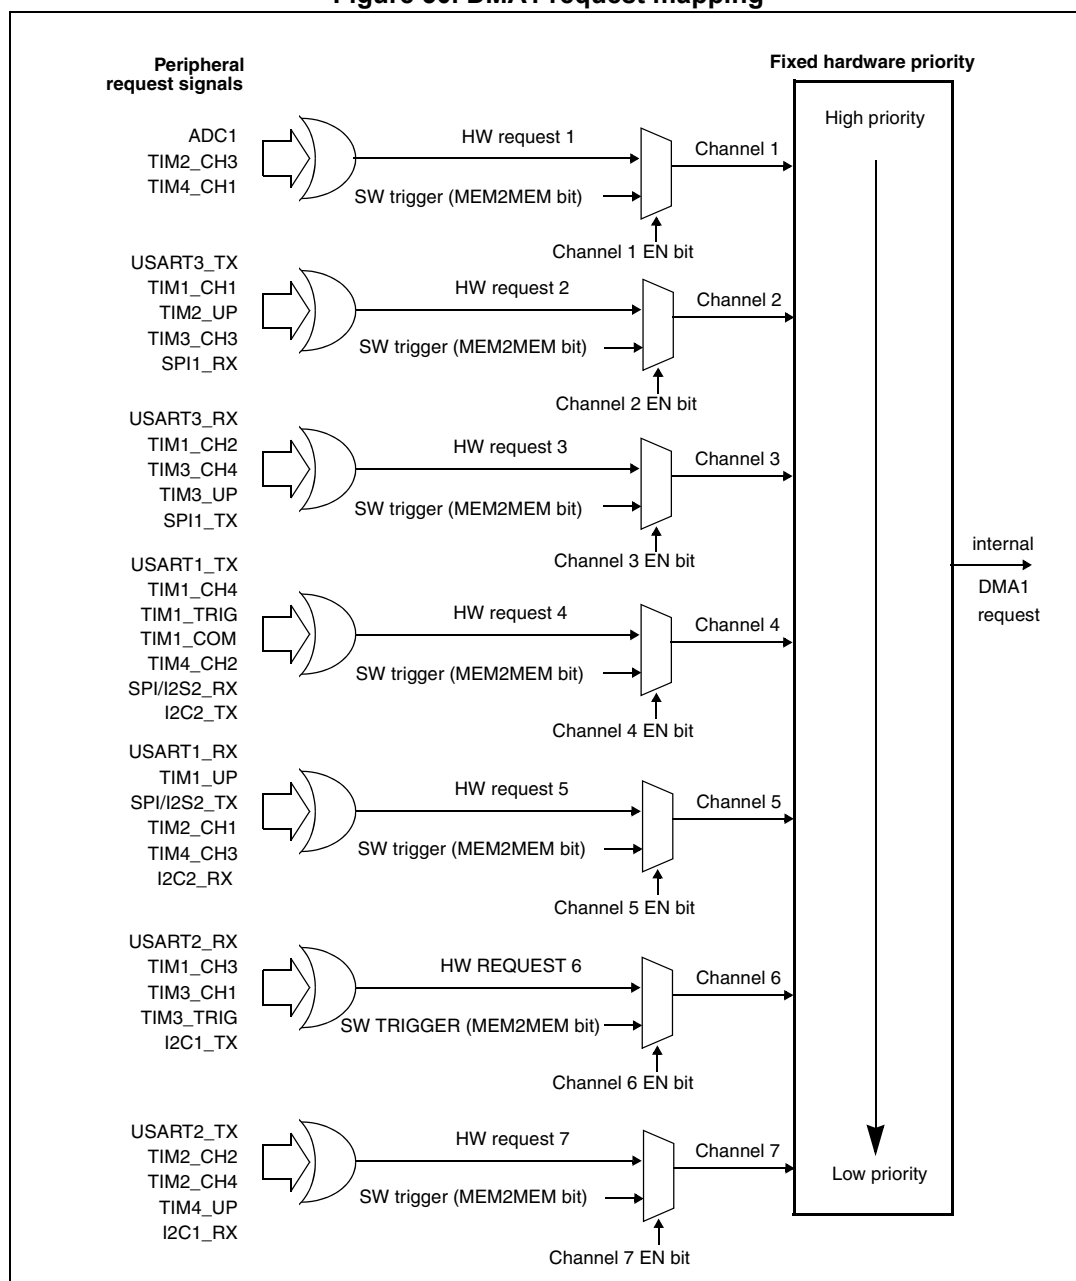 Figure 50. DMA1 request mapping
Peripheral
request signals
Fixed hardware priority
High priority
ADC1
TIM2_CH3
TIM4_CH1
HW request 1
SW trigger (MEM2MEM bit)
Channel 1
Channel 1 EN bit
USART3_TX
TIM1_CH1
TIM2_UP
TIM3_CH3
SPI1_RX
HW request 2
SW trigger (MEM2MEM bit)
Channel 2
Channel 2 EN bit
USART3_RX
TIM1_CH2
TIM3_CH4
TIM3_UP
SPI1_TX
HW request 3
SW trigger (MEM2MEM bit)
Channel 3
Channel 3 EN bit
USART1_TX
TIM1_CH4
TIM1_TRIG
TIM1_COM
TIM4_CH2
SPI/I2S2_RX
I2C2_TX
HW request 4
SW trigger (MEM2MEM bit)
Channel 4
Channel 4 EN bit
internal
DMA1
request
USART1_RX
TIM1_UP
SPI/I2S2_TX
TIM2_CH1
TIM4_CH3
I2C2_RX
HW request 5
SW trigger (MEM2MEM bit)
Channel 5
Channel 5 EN bit
USART2_RX
TIM1_CH3
TIM3_CH1
TIM3_TRIG
I2C1_TX
HW REQUEST 6
SW TRIGGER (MEM2MEM bit)
Channel 6
Channel 6 EN bit
USART2_TX
TIM2_CH2
TIM2_CH4
TIM4_UP
I2C1_RX
HW request 7
SW trigger (MEM2MEM bit)
Channel 7
Channel 7 EN bit
Low priority